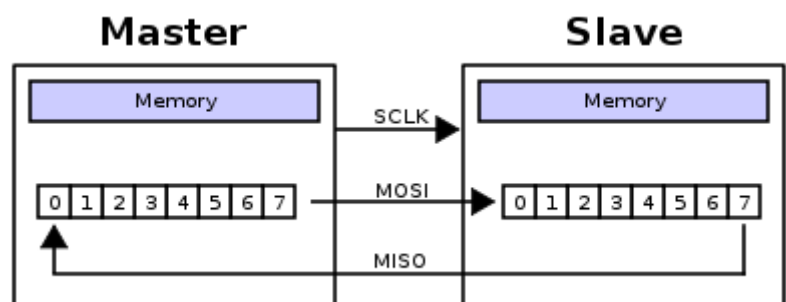 Master Slave
Memory Memory
SCLK
MOSI
0 1 2 3 4 5 6 7 0 1 2 3 4 5 6 7
MISO